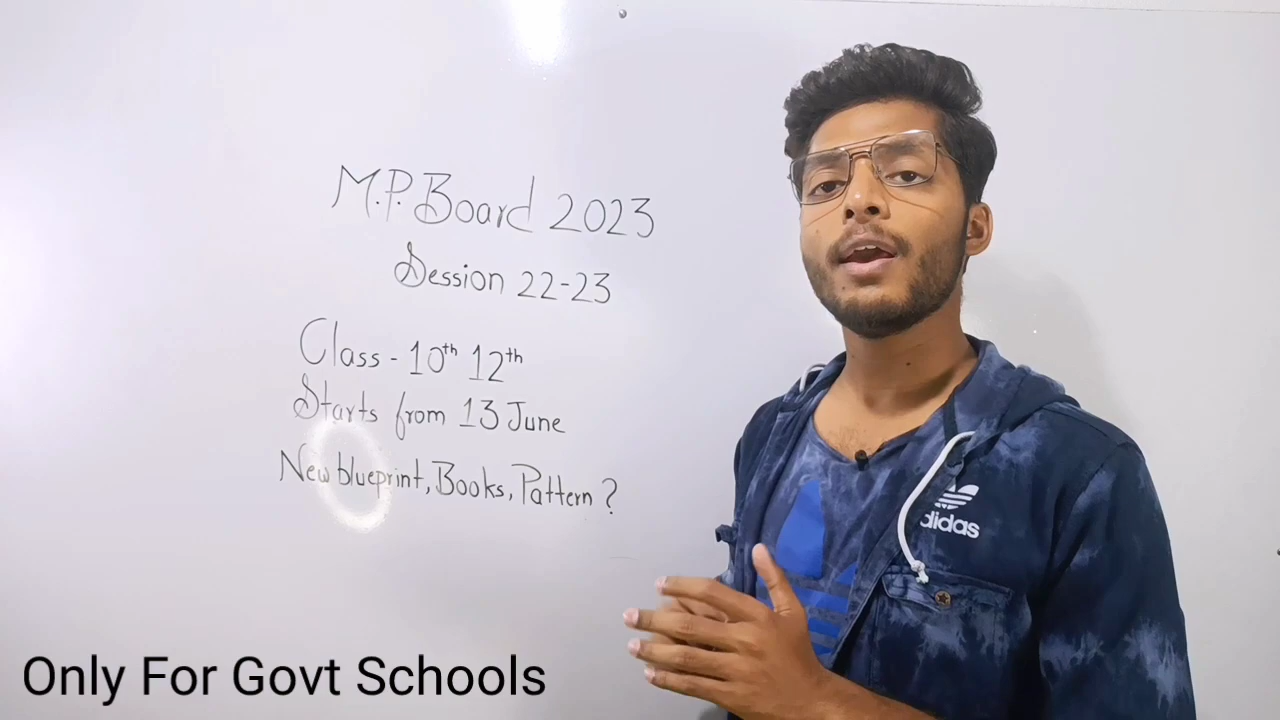 M.P. Board 2023
Session 22-23
Class - 10th 12th
Starts from 13 June
New blueprint, Books, Pattern ?
adidas
Only For Govt Schools